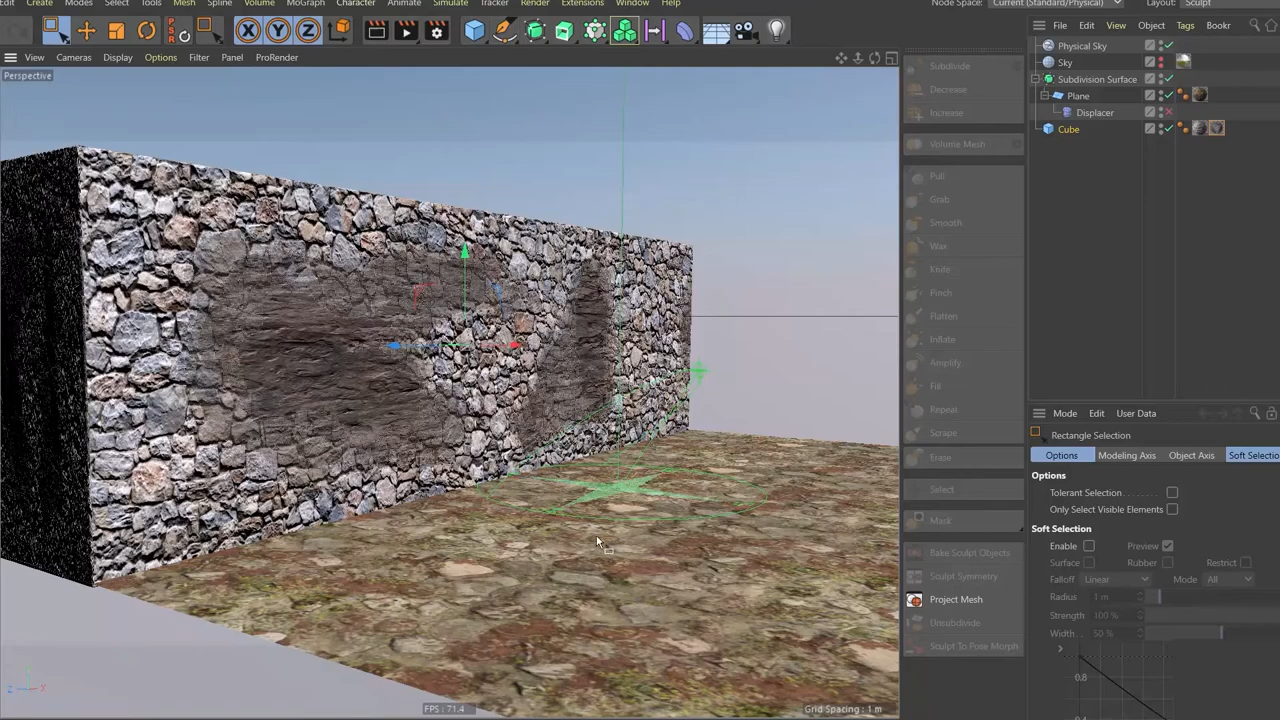 Edit Create Modes Select Tools Mesh Spline Volume MoGraph Character Animate Simulate Tracker Render Extensions Window Help Node Space: Current (Standard/Physical) Layout: Sculpt
File Edit View Object Tags Bookr
View Cameras Display Options Filter Panel ProRender
Perspective
Physical Sky
Sky
Subdivision Surface
Plane
Displacer
Cube
Subdivide
Decrease
Increase
Volume Mesh
Pull
Grab
Smooth
Wax
Knife
Pinch
Flatten
Inflate
Amplify
Fill
Repeat
Scrape
Erase
Select
Mask
Bake Sculpt Objects
Sculpt Symmetry
Project Mesh
Unsubdivide
Sculpt To Pose Morph
Mode Edit User Data
Rectangle Selection
Options Modeling Axis Object Axis Soft Selectio
Options
Tolerant Selection
Only Select Visible Elements
Soft Selection
Enable Preview
Surface Rubber Restrict
Falloff Linear Mode All
Radius 1 m
Strength 100 %
Width 50 %
0.8
0.4
X Y Z
P S R
FPS : 71.4
Grid Spacing : 1 m